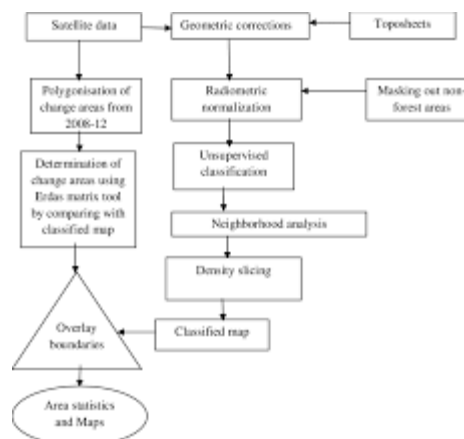 Satellite data
Geometric corrections
Toposheets
Polygonisation of
change areas from
2008-12
Radiometric
normalization
Masking out non-
forest areas
Determination of
change areas using
Erdas matrix tool
by comparing with
classified map
Unsupervised
classification
Neighborhood analysis
Density slicing
Overlay
boundaries
Classified map
Area statistics
and Maps